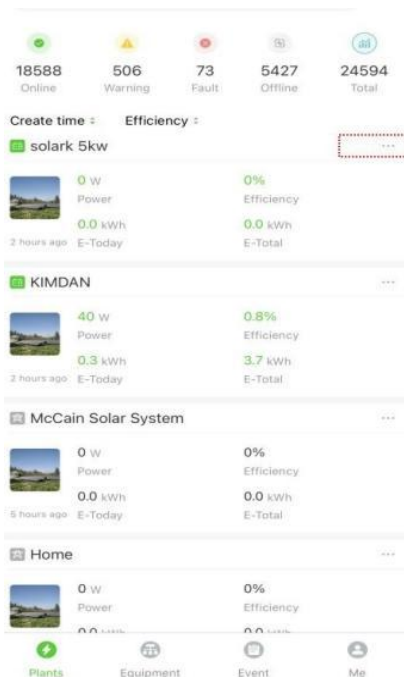 18588 506 73 5427 24594
Online Warning Fault Offline Total
Create time Efficiency
solark 5kw ...
0 W 0%
Power Efficiency
0.0 kWh 0.0 kWh
2 hours ago E-Today E-Total
KIMDAN ...
40 W 0.8%
Power Efficiency
0.3 kWh 3.7 kWh
2 hours ago E-Today E-Total
McCain Solar System ...
0 W 0%
Power Efficiency
0.0 kWh 0.0 kWh
5 hours ago E-Today E-Total
Home ...
0 W 0%
Power Efficiency
Plants Equipment Event Me